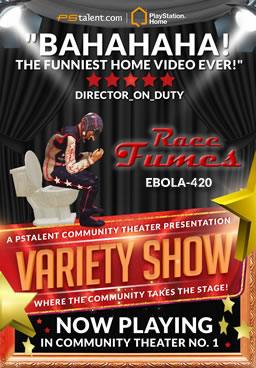 PStalent.com | PlayStation.Home
"BAHAHAHA!
THE FUNNIEST HOME VIDEO EVER!"
DIRECTOR_ON_DUTY
Race
Fumes
EBOLA-420
A PSTALENT COMMUNITY THEATER PRESENTATION
VARIETY SHOW
WHERE THE COMMUNITY TAKES THE STAGE!
NOW PLAYING
IN COMMUNITY THEATER NO. 1